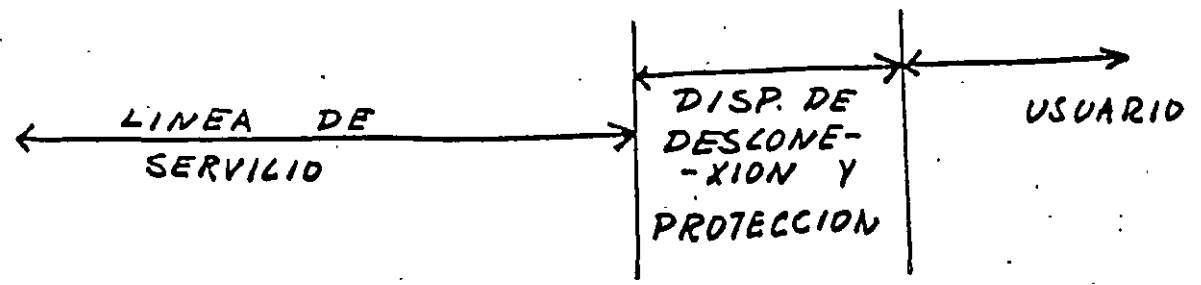 LINEA DE
SERVICIO
DISP. DE
DESCONE-
-XION Y
PROTECCION
USUARIO